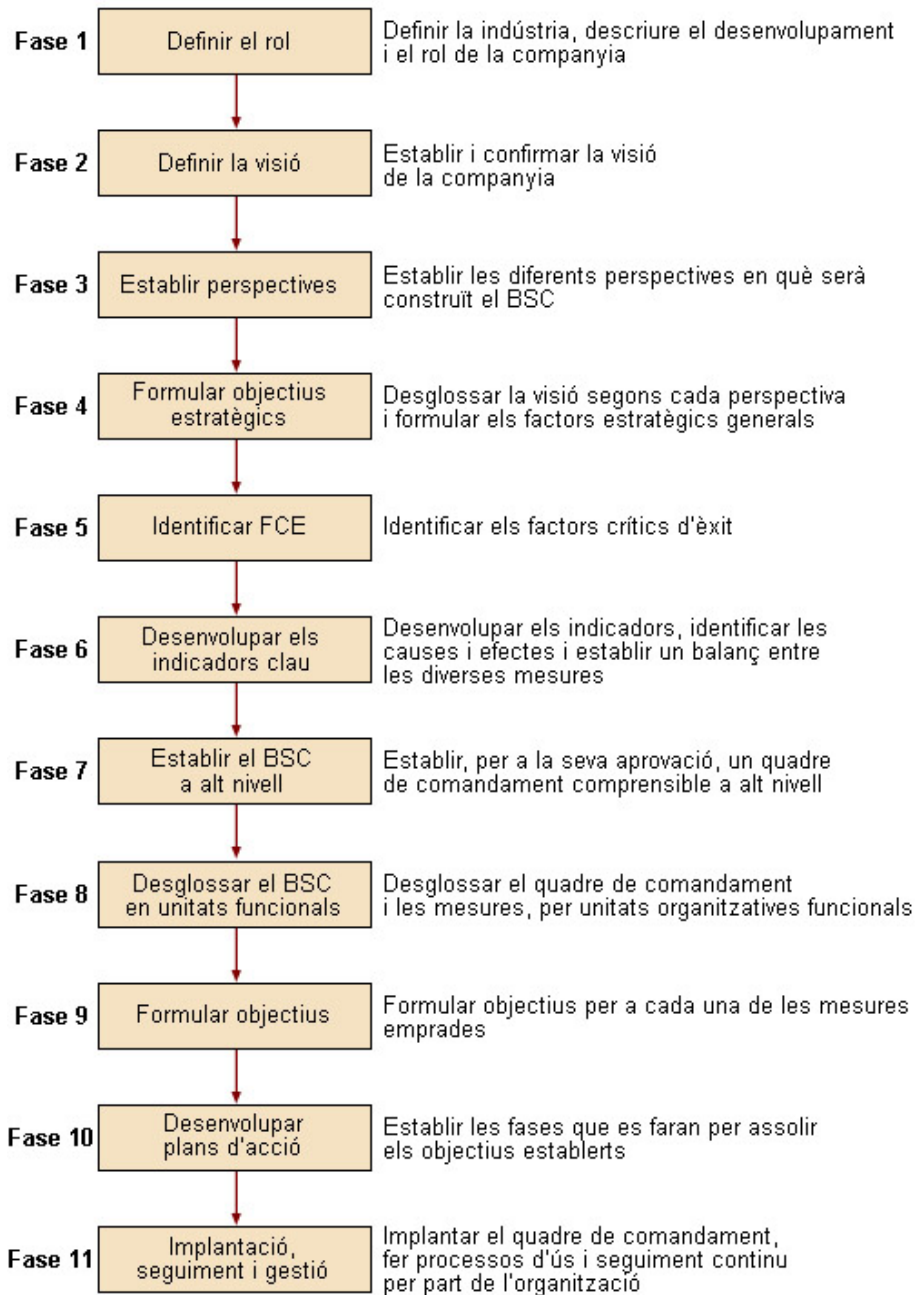 Fase 1
Definir el rol
Definir la indústria, descriure el desenvolupament
i el rol de la companyia
Fase 2
Definir la visió
Establir i confirmar la visió
de la companyia
Fase 3
Establir perspectives
Establir les diferents perspectives en què serà
construït el BSC
Fase 4
Formular objectius
estratègics
Desglossar la visió segons cada perspectiva
i formular els factors estratègics generals
Fase 5
Identificar FCE
Identificar els factors crítics d'èxit
Fase 6
Desenvolupar els
indicadors clau
Desenvolupar els indicadors, identificar les
causes i efectes i establir un balanç entre
les diverses mesures
Fase 7
Establir el BSC
a alt nivell
Establir, per a la seva aprovació, un quadre
de comandament comprensible a alt nivell
Fase 8
Desglossar el BSC
en unitats funcionals
Desglossar el quadre de comandament
i les mesures, per unitats organitzatives funcionals
Fase 9
Formular objectius
Formular objectius per a cada una de les mesures
emprades
Fase 10
Desenvolupar
plans d'acció
Establir les fases que es faran per assolir
els objectius establerts
Fase 11
Implantació,
seguiment i gestió
Implantar el quadre de comandament,
fer processos d'ús i seguiment continu
per part de l'organització